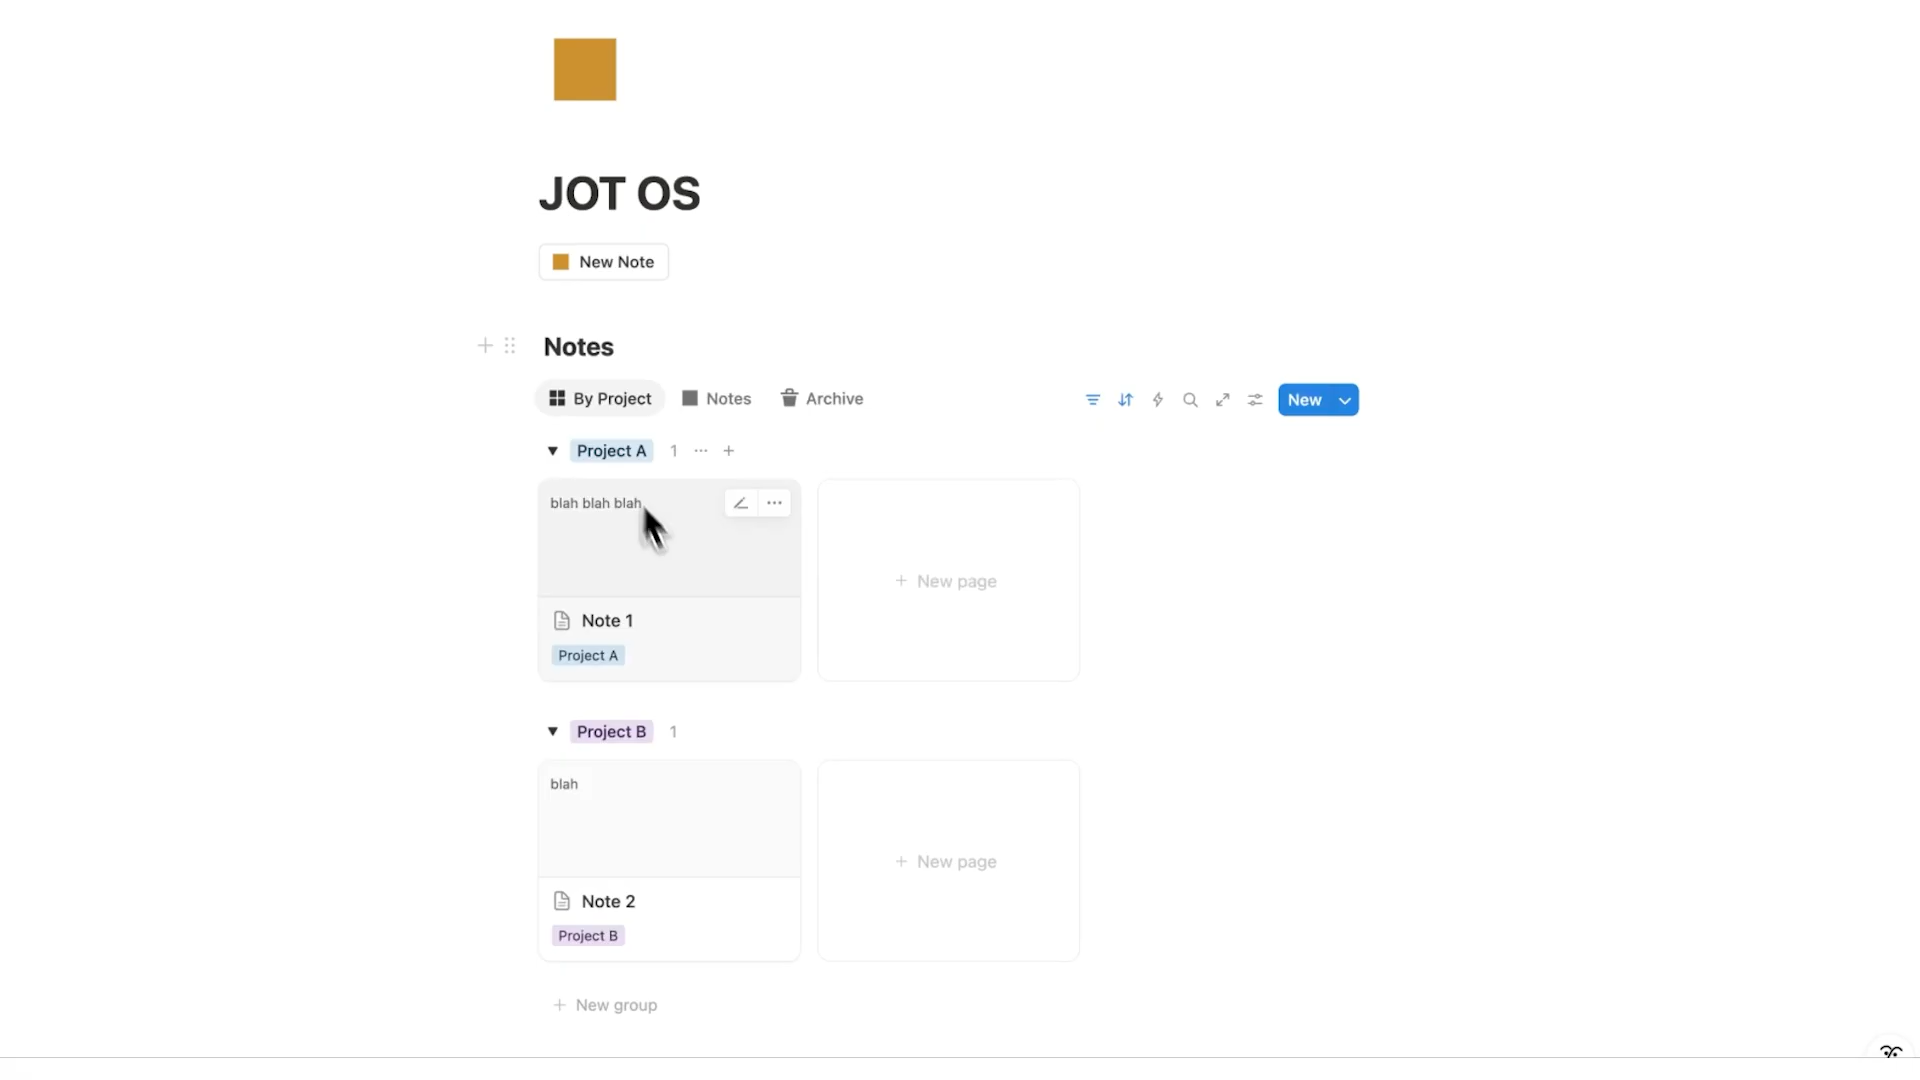 JOT OS
New Note
Notes
By Project Notes Archive New
Project A 1
blah blah blah
New page
Note 1
Project A
Project B 1
blah
New page
Note 2
Project B
New group